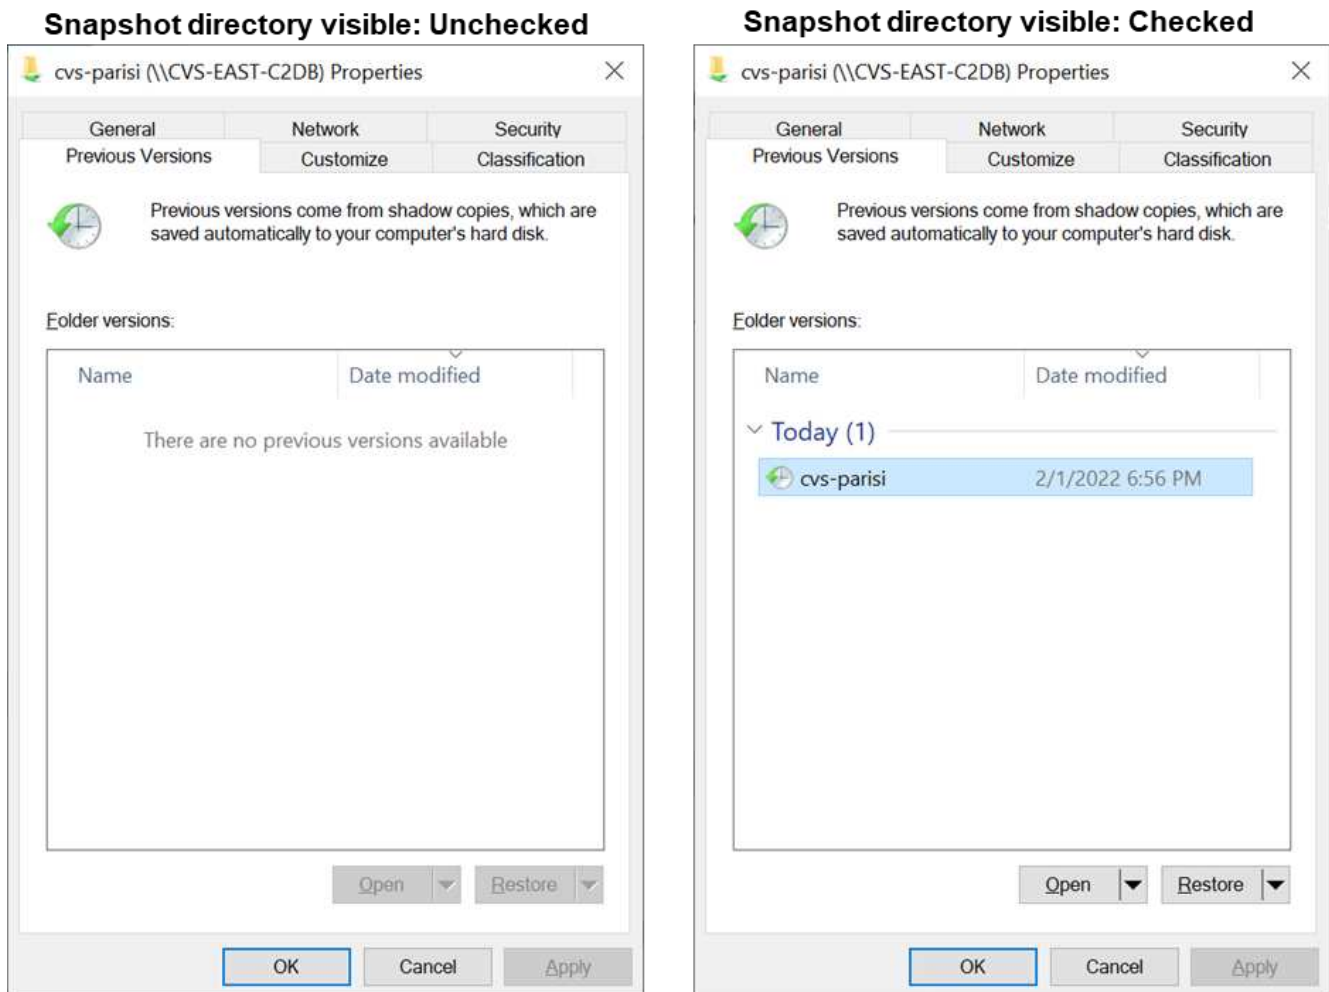 Snapshot directory visible: Unchecked
cvs-parisi (\\CVS-EAST-C2DB) Properties
General Network Security
Previous Versions Customize Classification
Previous versions come from shadow copies, which are
saved automatically to your computer's hard disk.
Folder versions:
Name Date modified
There are no previous versions available
Open Restore
OK Cancel Apply
Snapshot directory visible: Checked
cvs-parisi (\\CVS-EAST-C2DB) Properties
General Network Security
Previous Versions Customize Classification
Previous versions come from shadow copies, which are
saved automatically to your computer's hard disk.
Folder versions:
Name Date modified
Today (1)
cvs-parisi 2/1/2022 6:56 PM
Open Restore
OK Cancel Apply